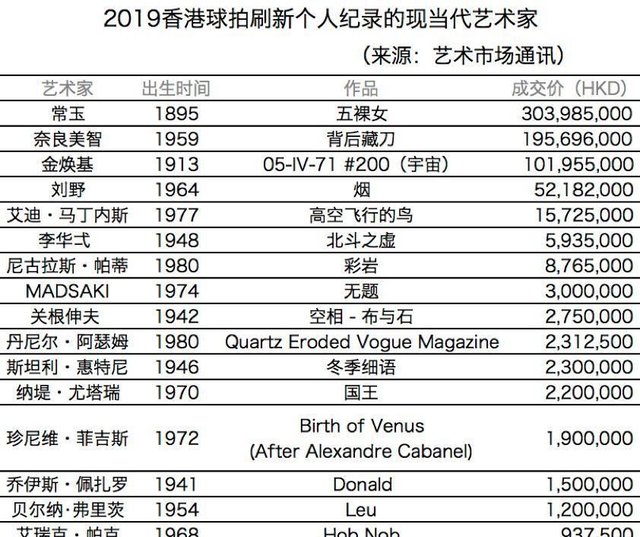 2019香港球拍刷新个人纪录的现当代艺术家
（来源：艺术市场通讯）
艺术家 出生时间 作品 成交价（HKD）
常玉 1895 五裸女 303,985,000
奈良美智 1959 背后藏刀 195,696,000
金焕基 1913 05-IV-71 #200（宇宙） 101,955,000
刘野 1964 烟 52,182,000
艾迪・马丁内斯 1977 高空飞行的鸟 15,725,000
李华弌 1948 北斗之虚 5,935,000
尼古拉斯・帕蒂 1980 彩岩 8,765,000
MADSAKI 1974 无题 3,000,000
关根伸夫 1942 空相 - 布与石 2,750,000
丹尼尔・阿瑟姆 1980 Quartz Eroded Vogue Magazine 2,312,500
斯坦利・惠特尼 1946 冬季细语 2,300,000
纳堤・尤塔瑞 1970 国王 2,200,000
珍尼维・菲吉斯 1972 Birth of Venus
(After Alexandre Cabanel) 1,900,000
乔伊斯・佩扎罗 1941 Donald 1,500,000
贝尔纳·弗里茨 1954 Leu 1,200,000
艾瑞克・帕克 1968 Hob Nob 937,500